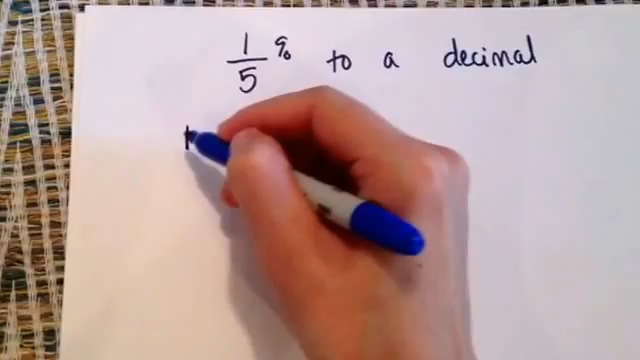 1/5 % to a decimal